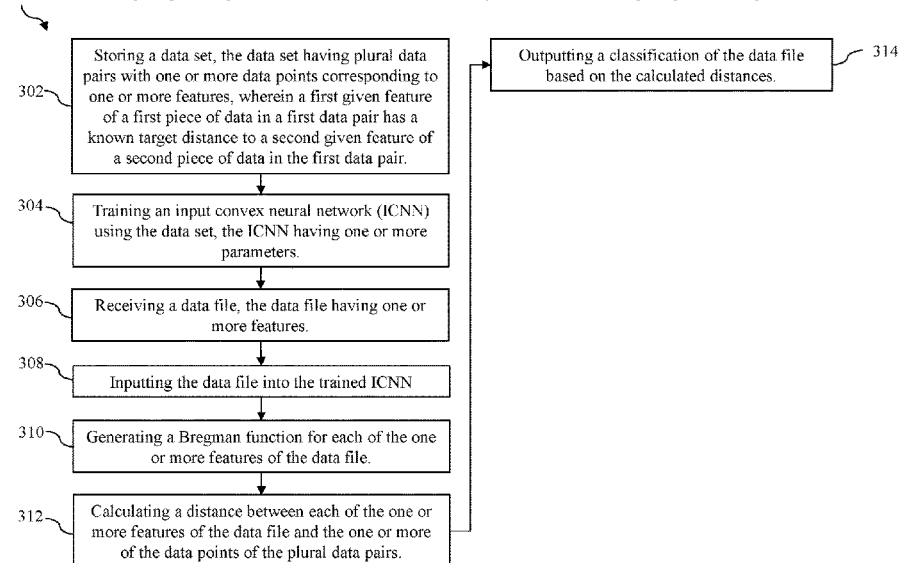 302
Storing a data set, the data set having plural data
pairs with one or more data points corresponding to
one or more features, wherein a first given feature
of a first piece of data in a first data pair has a
known target distance to a second given feature of
a second piece of data in the first data pair.
304
Training an input convex neural network (ICNN)
using the data set, the ICNN having one or more
parameters.
306
Receiving a data file, the data file having one or
more features.
308
Inputting the data file into the trained ICNN
310
Generating a Bregman function for each of the one
or more features of the data file.
312
Calculating a distance between each of the one or
more features of the data file and the one or more
of the data points of the plural data pairs.
Outputting a classification of the data file
based on the calculated distances.
314